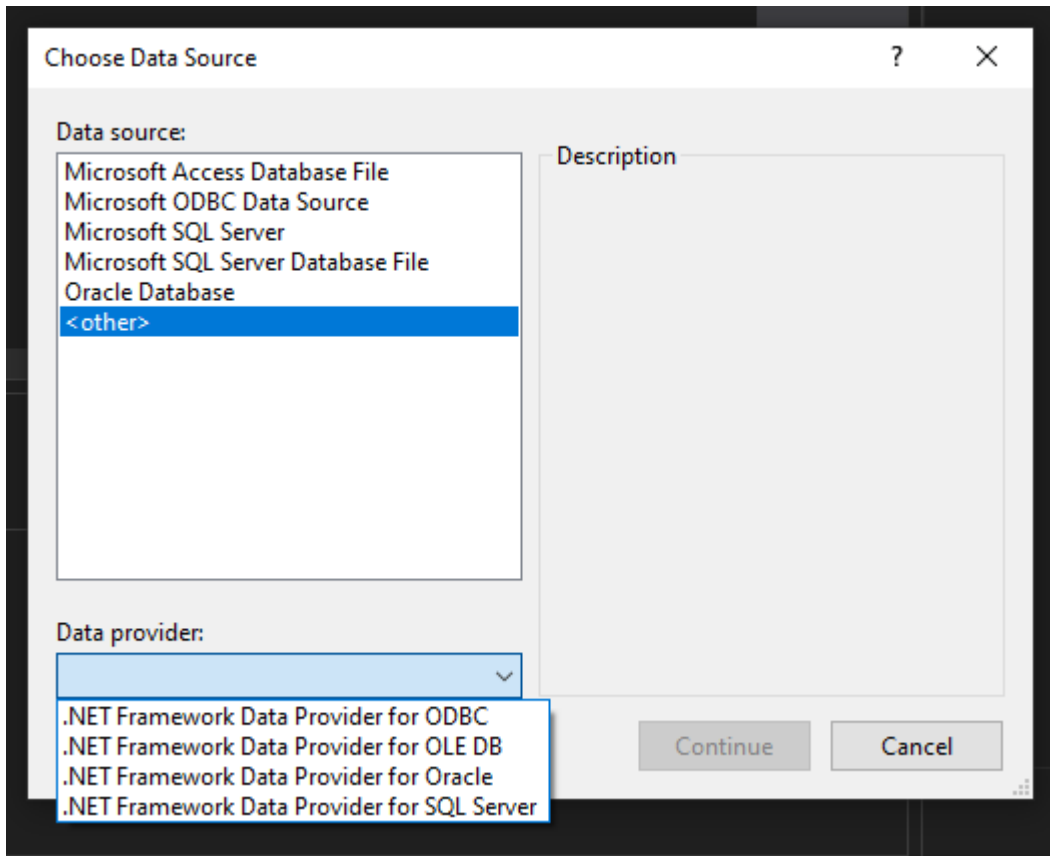 Choose Data Source
?
Data source:
Microsoft Access Database File
Microsoft ODBC Data Source
Microsoft SQL Server
Microsoft SQL Server Database File
Oracle Database
<other>
Description
Data provider:
.NET Framework Data Provider for ODBC
.NET Framework Data Provider for OLE DB
.NET Framework Data Provider for Oracle
.NET Framework Data Provider for SQL Server
Continue
Cancel